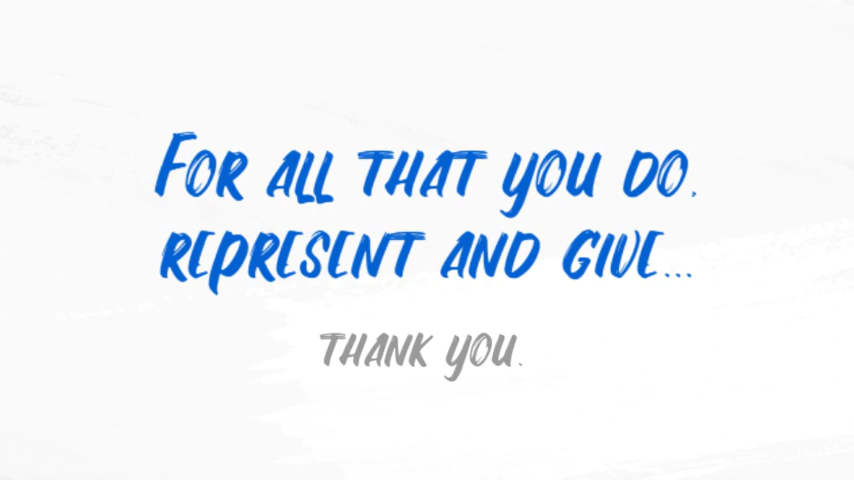 For all that you do,
represent and give...
thank you.